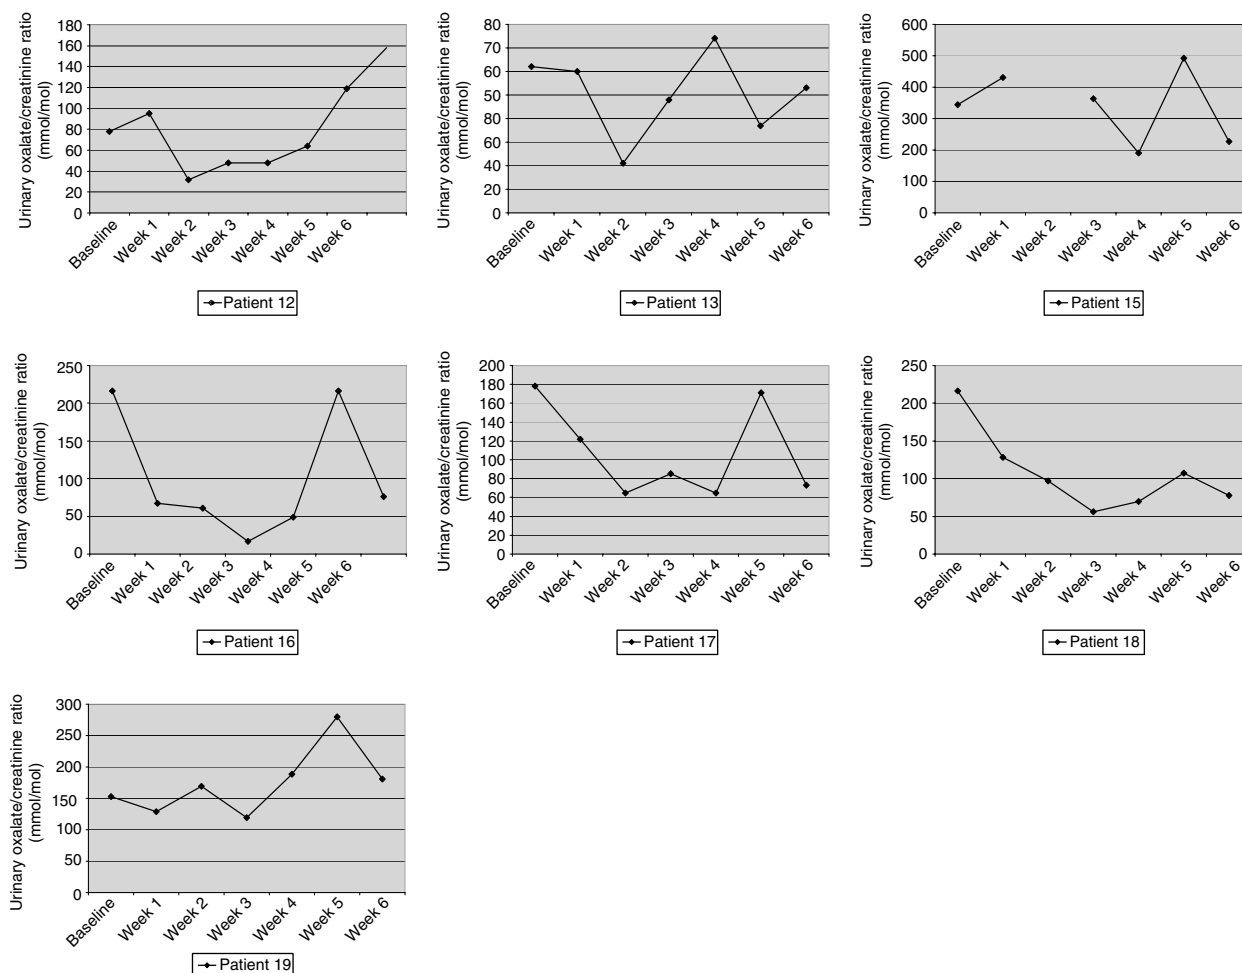 Urinary oxalate/creatinine ratio
(mmol/mol)
180
160
140
120
100
80
60
40
20
0
Baseline
Week 1
Week 2
Week 3
Week 4
Week 5
Week 6
Patient 12
Urinary oxalate/creatinine ratio
(mmol/mol)
80
70
60
50
80
40
80
20
0
Baseline
Week 1
Week 2
Week 3
Week 4
Week 5
Week 6
Patient 13
Urinary oxalate/creatinine ratio
(mmol/mol)
600
500
400
300
200
100
0
Baseline
Week 1
Week 2
Week 3
Week 4
Week 5
Week 6
Patient 15
Urinary oxalate/creatinine ratio
(mmol/mol)
250
200
150
100
50
0
Baseline
Week 1
Week 2
Week 3
Week 4
Week 5
Week 6
Patient 16
Urinary oxalate/creatinine ratio
(mmol/mol)
200
180
160
140
120
100
80
60
40
20
0
Baseline
Week 1
Week 2
Week 3
Week 4
Week 5
Week 6
Patient 17
Urinary oxalate/creatinine ratio
(mmol/mol)
250
200
150
100
50
0
Baseline
Week 1
Week 2
Week 3
Week 4
Week 5
Week 6
Patient 18
Urinary oxalate/creatinine ratio
(mmol/mol)
300
250
200
150
100
50
0
Baseline
Week 1
Week 2
Week 3
Week 4
Week 5
Week 6
Patient 19